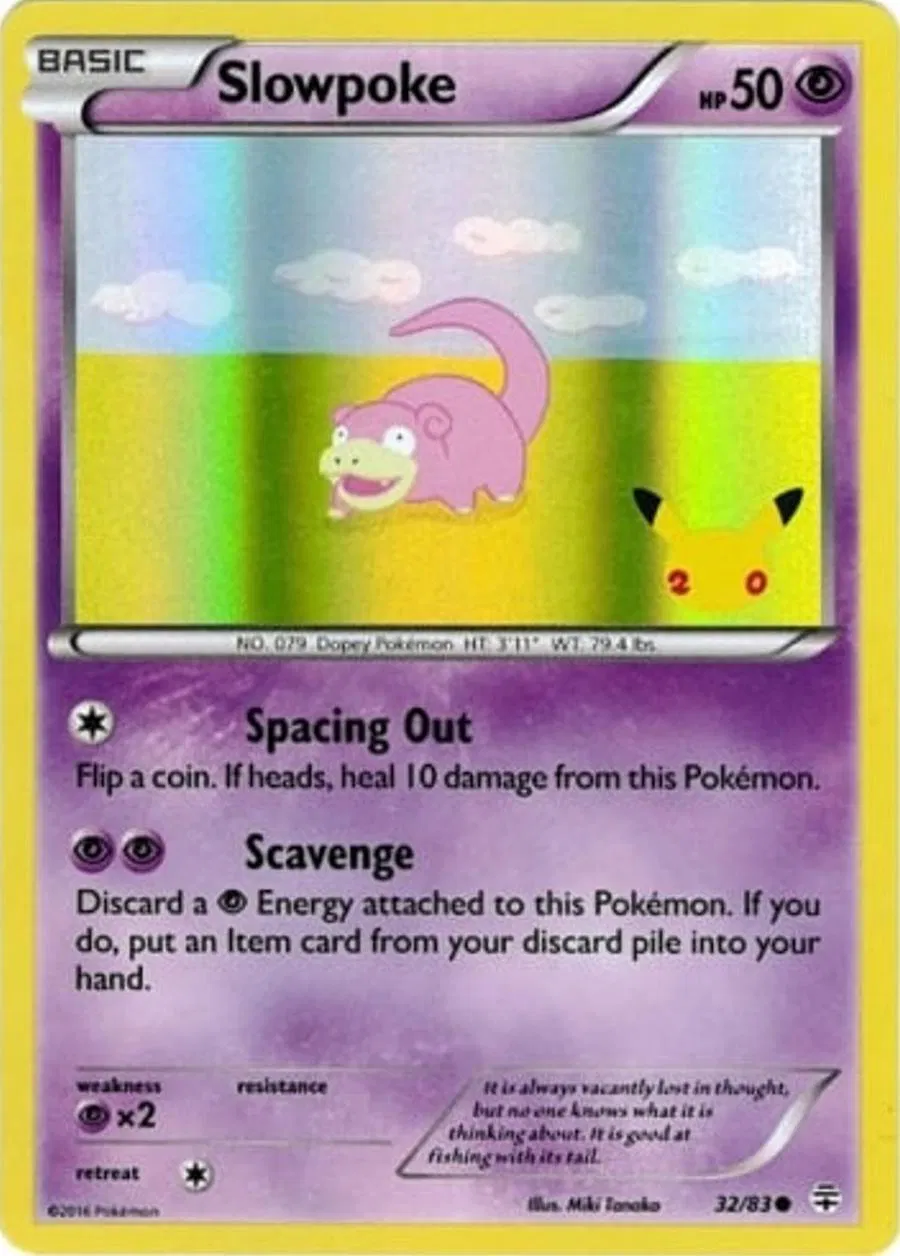 BASIC
Slowpoke
HP50
20
NO. 079 Dopey Pokémon HT: 3'11" WT: 79.4 lbs.
Spacing Out
Flip a coin. If heads, heal 10 damage from this Pokémon.
Scavenge
Discard a Energy attached to this Pokémon. If you
do, put an Item card from your discard pile into your
hand.
weakness
resistance
×2
retreat
It is always vacantly lost in thought,
but no one knows what it is
thinking about. It is good at
fishing with its tail.
©2016 Pokémon
Illus. Miki Tanaka
32/83